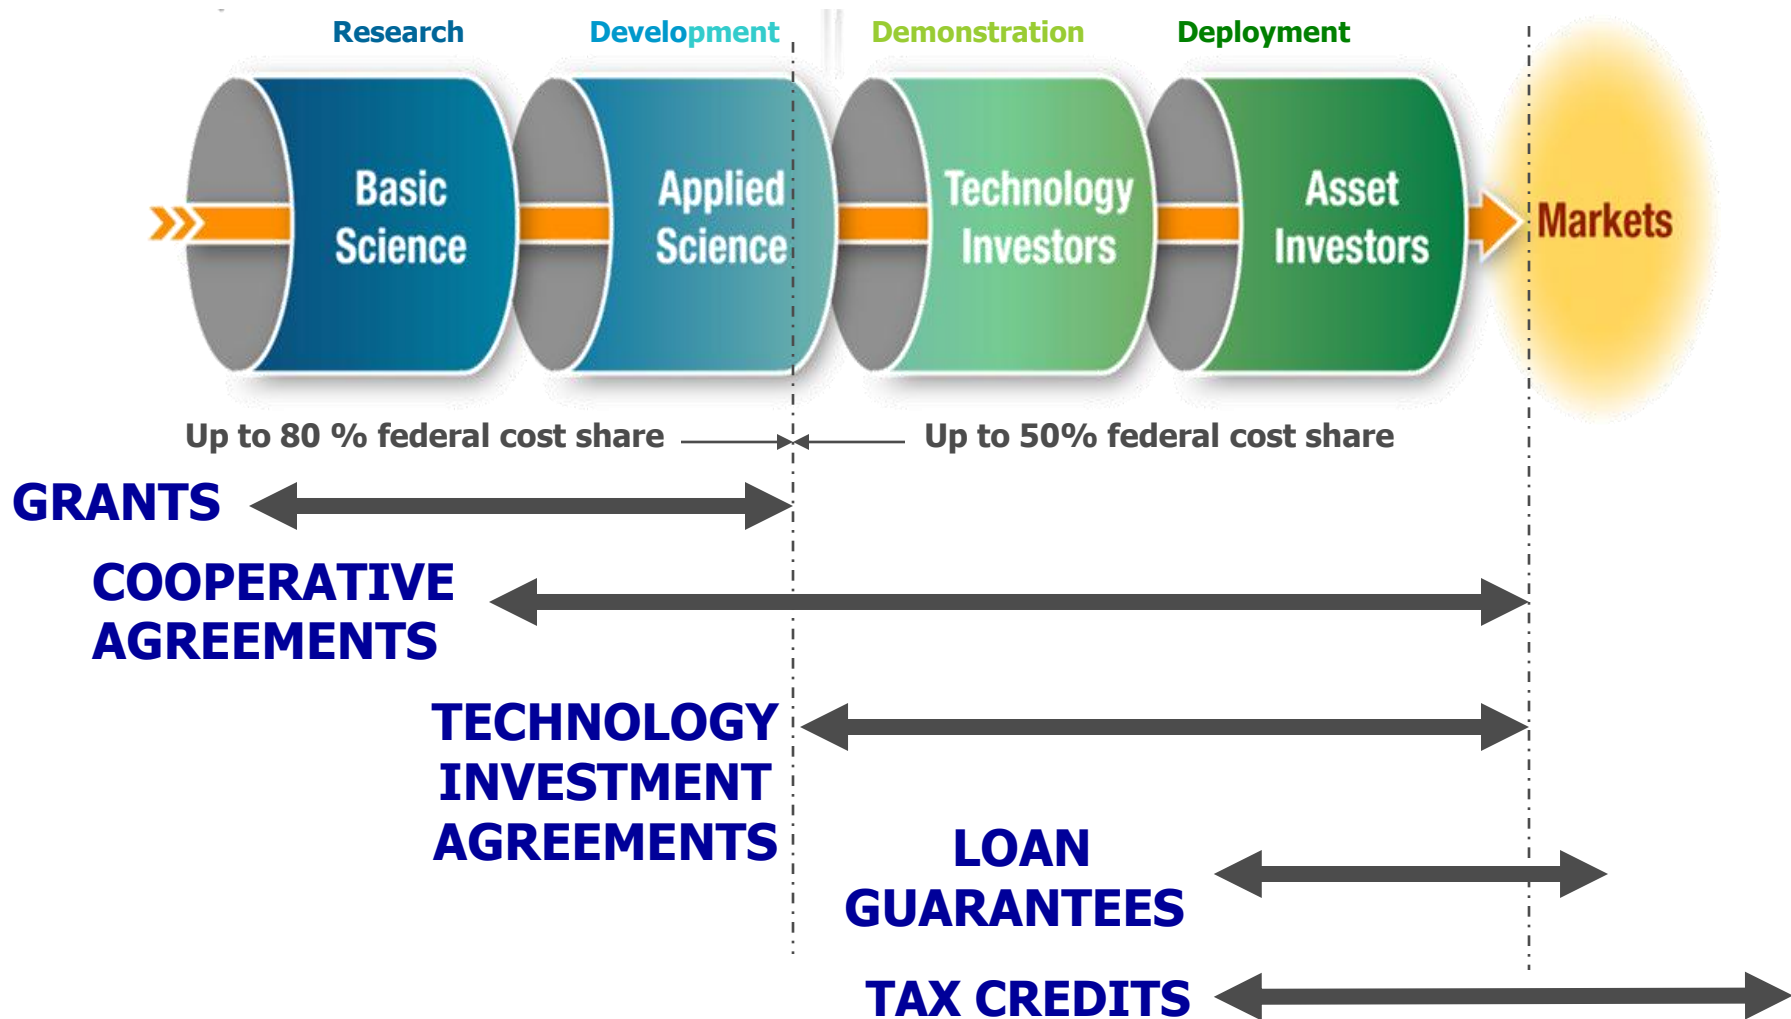 Research Development Demonstration Deployment
Basic
Science
Applied
Science
Technology
Investors
Asset
Investors
Markets
Up to 80 % federal cost share
Up to 50% federal cost share
GRANTS
COOPERATIVE
AGREEMENTS
TECHNOLOGY
INVESTMENT
AGREEMENTS
LOAN
GUARANTEES
TAX CREDITS